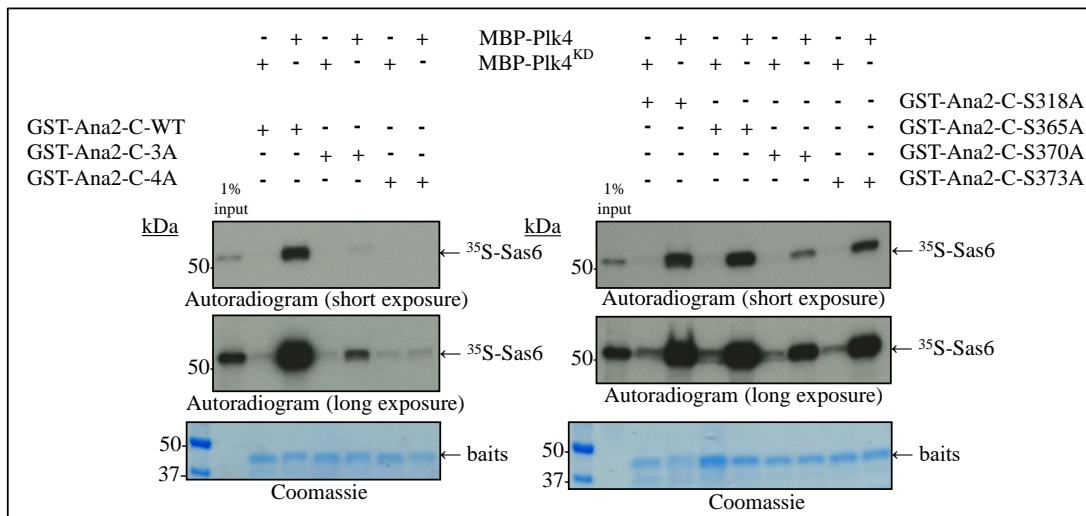 - + - + - + MBP-Plk4 - + - + - + - +
+ - + - + - MBP-Plk4ᴷᴰ + - + - + - + -
+ + - - - - - - GST-Ana2-C-S318A
GST-Ana2-C-WT + + - - - - - - + + - - - - GST-Ana2-C-S365A
GST-Ana2-C-3A - - + + - - - - - - + + - - GST-Ana2-C-S370A
GST-Ana2-C-4A - - - - + + - - - - - - + + GST-Ana2-C-S373A
1%
input
kDa
50
← ³⁵S-Sas6
Autoradiogram (short exposure)
50
← ³⁵S-Sas6
Autoradiogram (long exposure)
50
37
← baits
Coomassie
1%
input
kDa
50
← ³⁵S-Sas6
Autoradiogram (short exposure)
50
← ³⁵S-Sas6
Autoradiogram (long exposure)
50
37
← baits
Coomassie